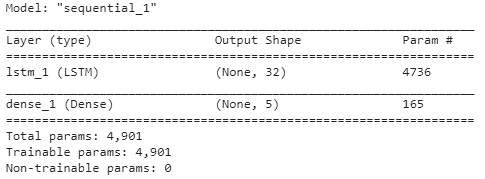 Model: "sequential_1"
_________________________________________________________________
Layer (type)                 Output Shape              Param #
=================================================================
lstm_1 (LSTM)                (None, 32)                4736
_________________________________________________________________
dense_1 (Dense)              (None, 5)                 165
=================================================================
Total params: 4,901
Trainable params: 4,901
Non-trainable params: 0